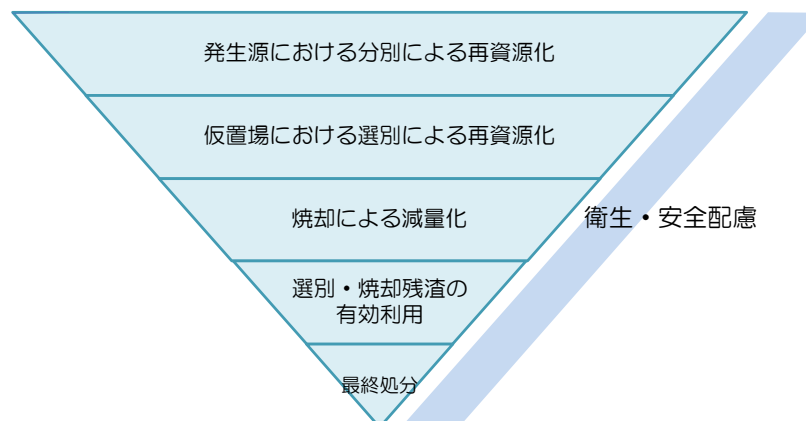 発生源における分別による再資源化
仮置場における選別による再資源化
焼却による減量化
衛生・安全配慮
選別・焼却残渣の
有効利用
最終処分